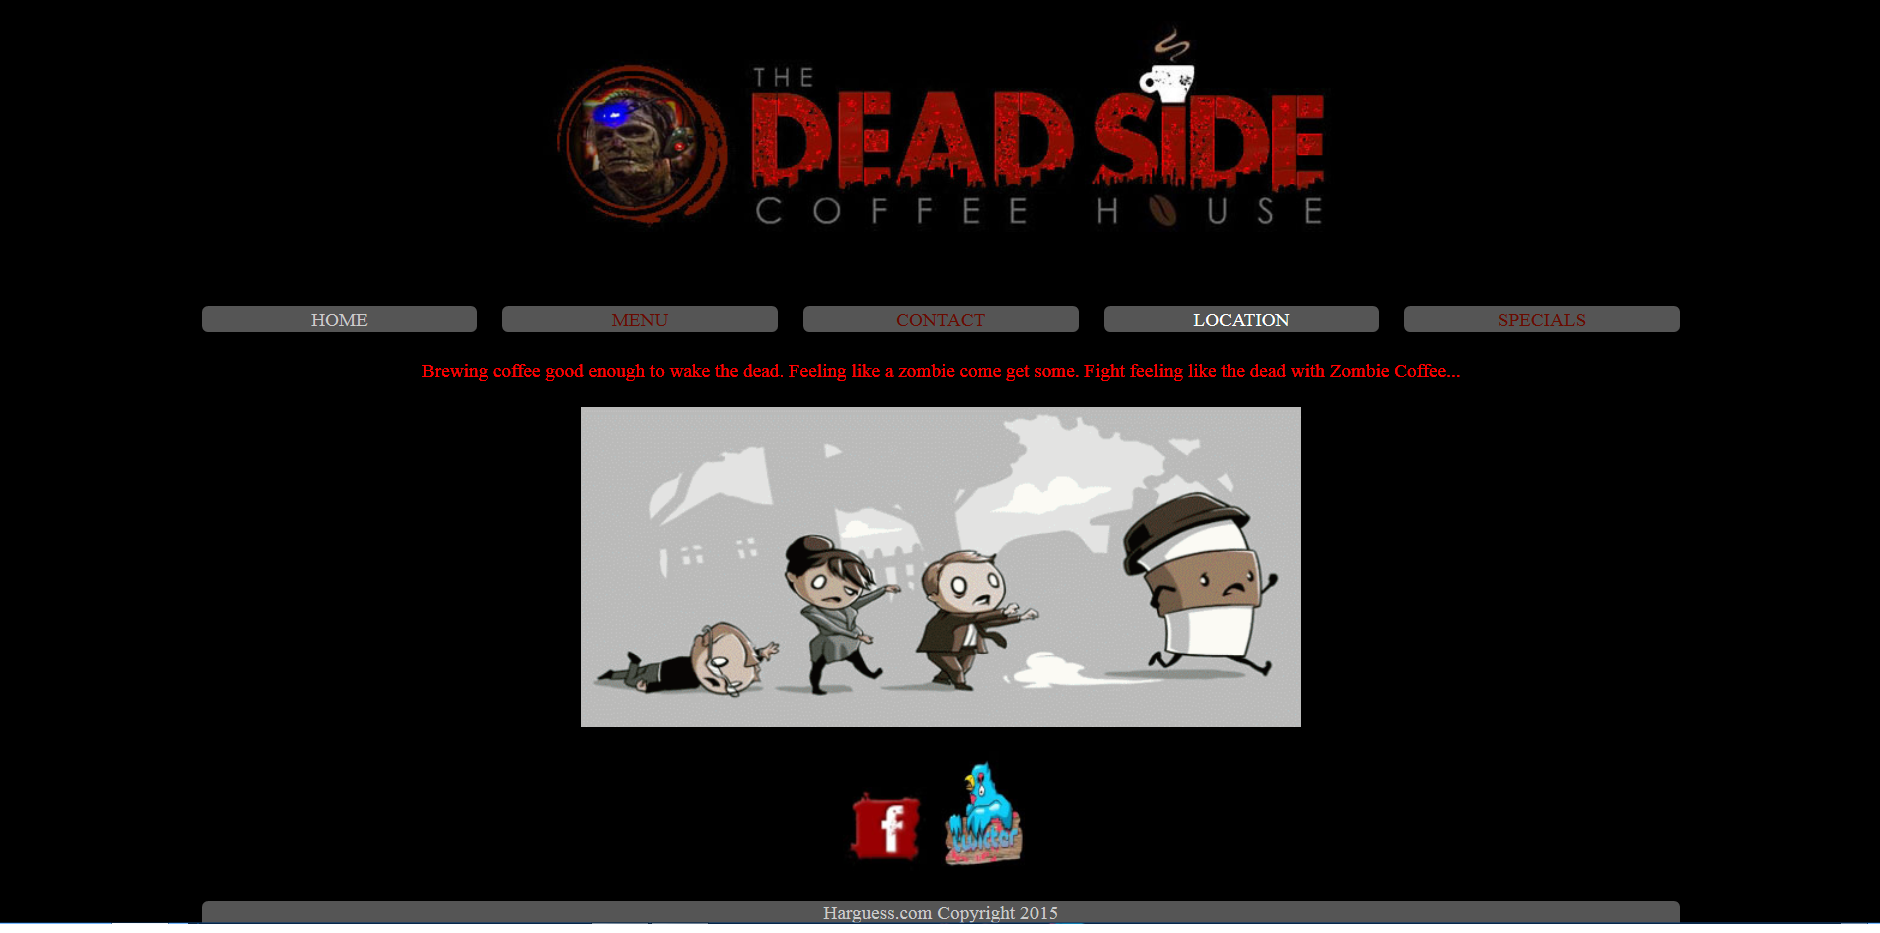 THE
DEAD SIDE
COFFEE HOUSE
HOME MENU CONTACT LOCATION SPECIALS
Brewing coffee good enough to wake the dead. Feeling like a zombie come get some. Fight feeling like the dead with Zombie Coffee...
f
twitter
Harguess.com Copyright 2015